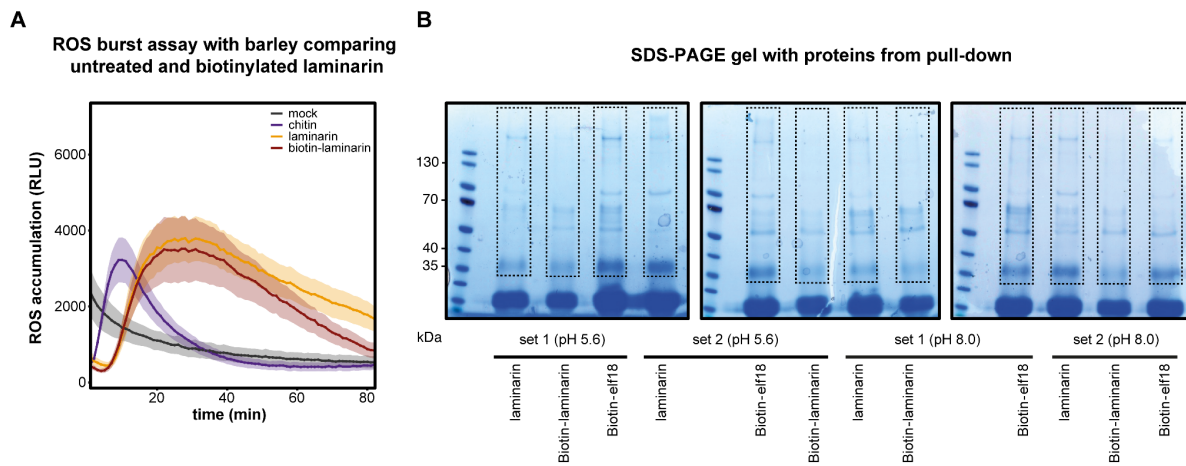 A
ROS burst assay with barley comparing
untreated and biotinylated laminarin
ROS accumulation (RLU)
6000
4000
2000
0
20
40
60
80
time (min)
mock
chitin
laminarin
biotin-laminarin
B
SDS-PAGE gel with proteins from pull-down
130
70
40
35
kDa
set 1 (pH 5.6)
set 2 (pH 5.6)
set 1 (pH 8.0)
set 2 (pH 8.0)
laminarin
Biotin-laminarin
Biotin-elf18
laminarin
Biotin-elf18
Biotin-laminarin
laminarin
Biotin-laminarin
Biotin-elf18
laminarin
Biotin-laminarin
Biotin-elf18